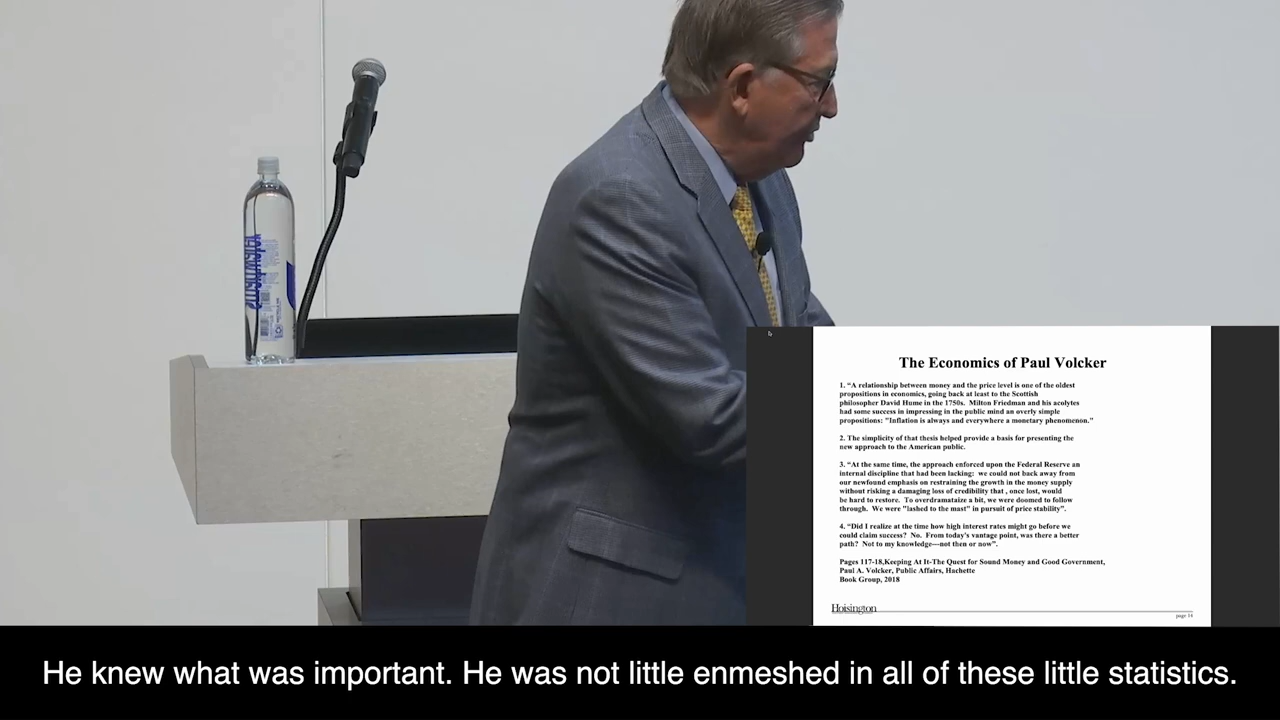 smartwater
The Economics of Paul Volcker
1. “A relationship between money and the price level is one of the oldest
propositions in economics, going back at least to the Scottish
philosopher David Hume in the 1750s. Milton Friedman and his acolytes
had some success in impressing in the public mind an overly simple
propositions: "Inflation is always and everywhere a monetary phenomenon."
2. The simplicity of that thesis helped provide a basis for presenting the
new approach to the American public.
3. “At the same time, the approach enforced upon the Federal Reserve an
internal discipline that had been lacking: we could not back away from
our newfound emphasis on restraining the growth in the money supply
without risking a damaging loss of credibility that , once lost, would
be hard to restore. To overdramataize a bit, we were doomed to follow
through. We were "lashed to the mast" in pursuit of price stability”.
4. “Did I realize at the time how high interest rates might go before we
could claim success? No. From today's vantage point, was there a better
path? Not to my knowledge---not then or now”.
Pages 117-18,Keeping At It-The Quest for Sound Money and Good Government,
Paul A. Volcker, Public Affairs, Hachette
Book Group, 2018
Hoisington
page 14
He knew what was important. He was not little enmeshed in all of these little statistics.